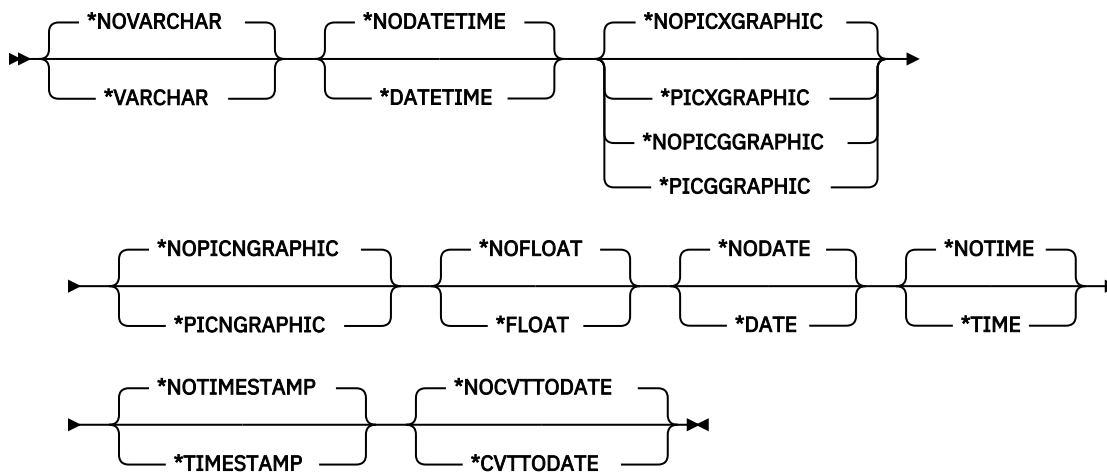 *NOVARCHAR *NODATETIME *NOPICXGRAPHIC
*VARCHAR *DATETIME *PICXGRAPHIC
*NOPICGGRAPHIC
*PICGGRAPHIC
*NOPICNGRAPHIC *NOFLOAT *NODATE *NOTIME
*PICNGRAPHIC *FLOAT *DATE *TIME
*NOTIMESTAMP *NOCVTTODATE
*TIMESTAMP *CVTTODATE